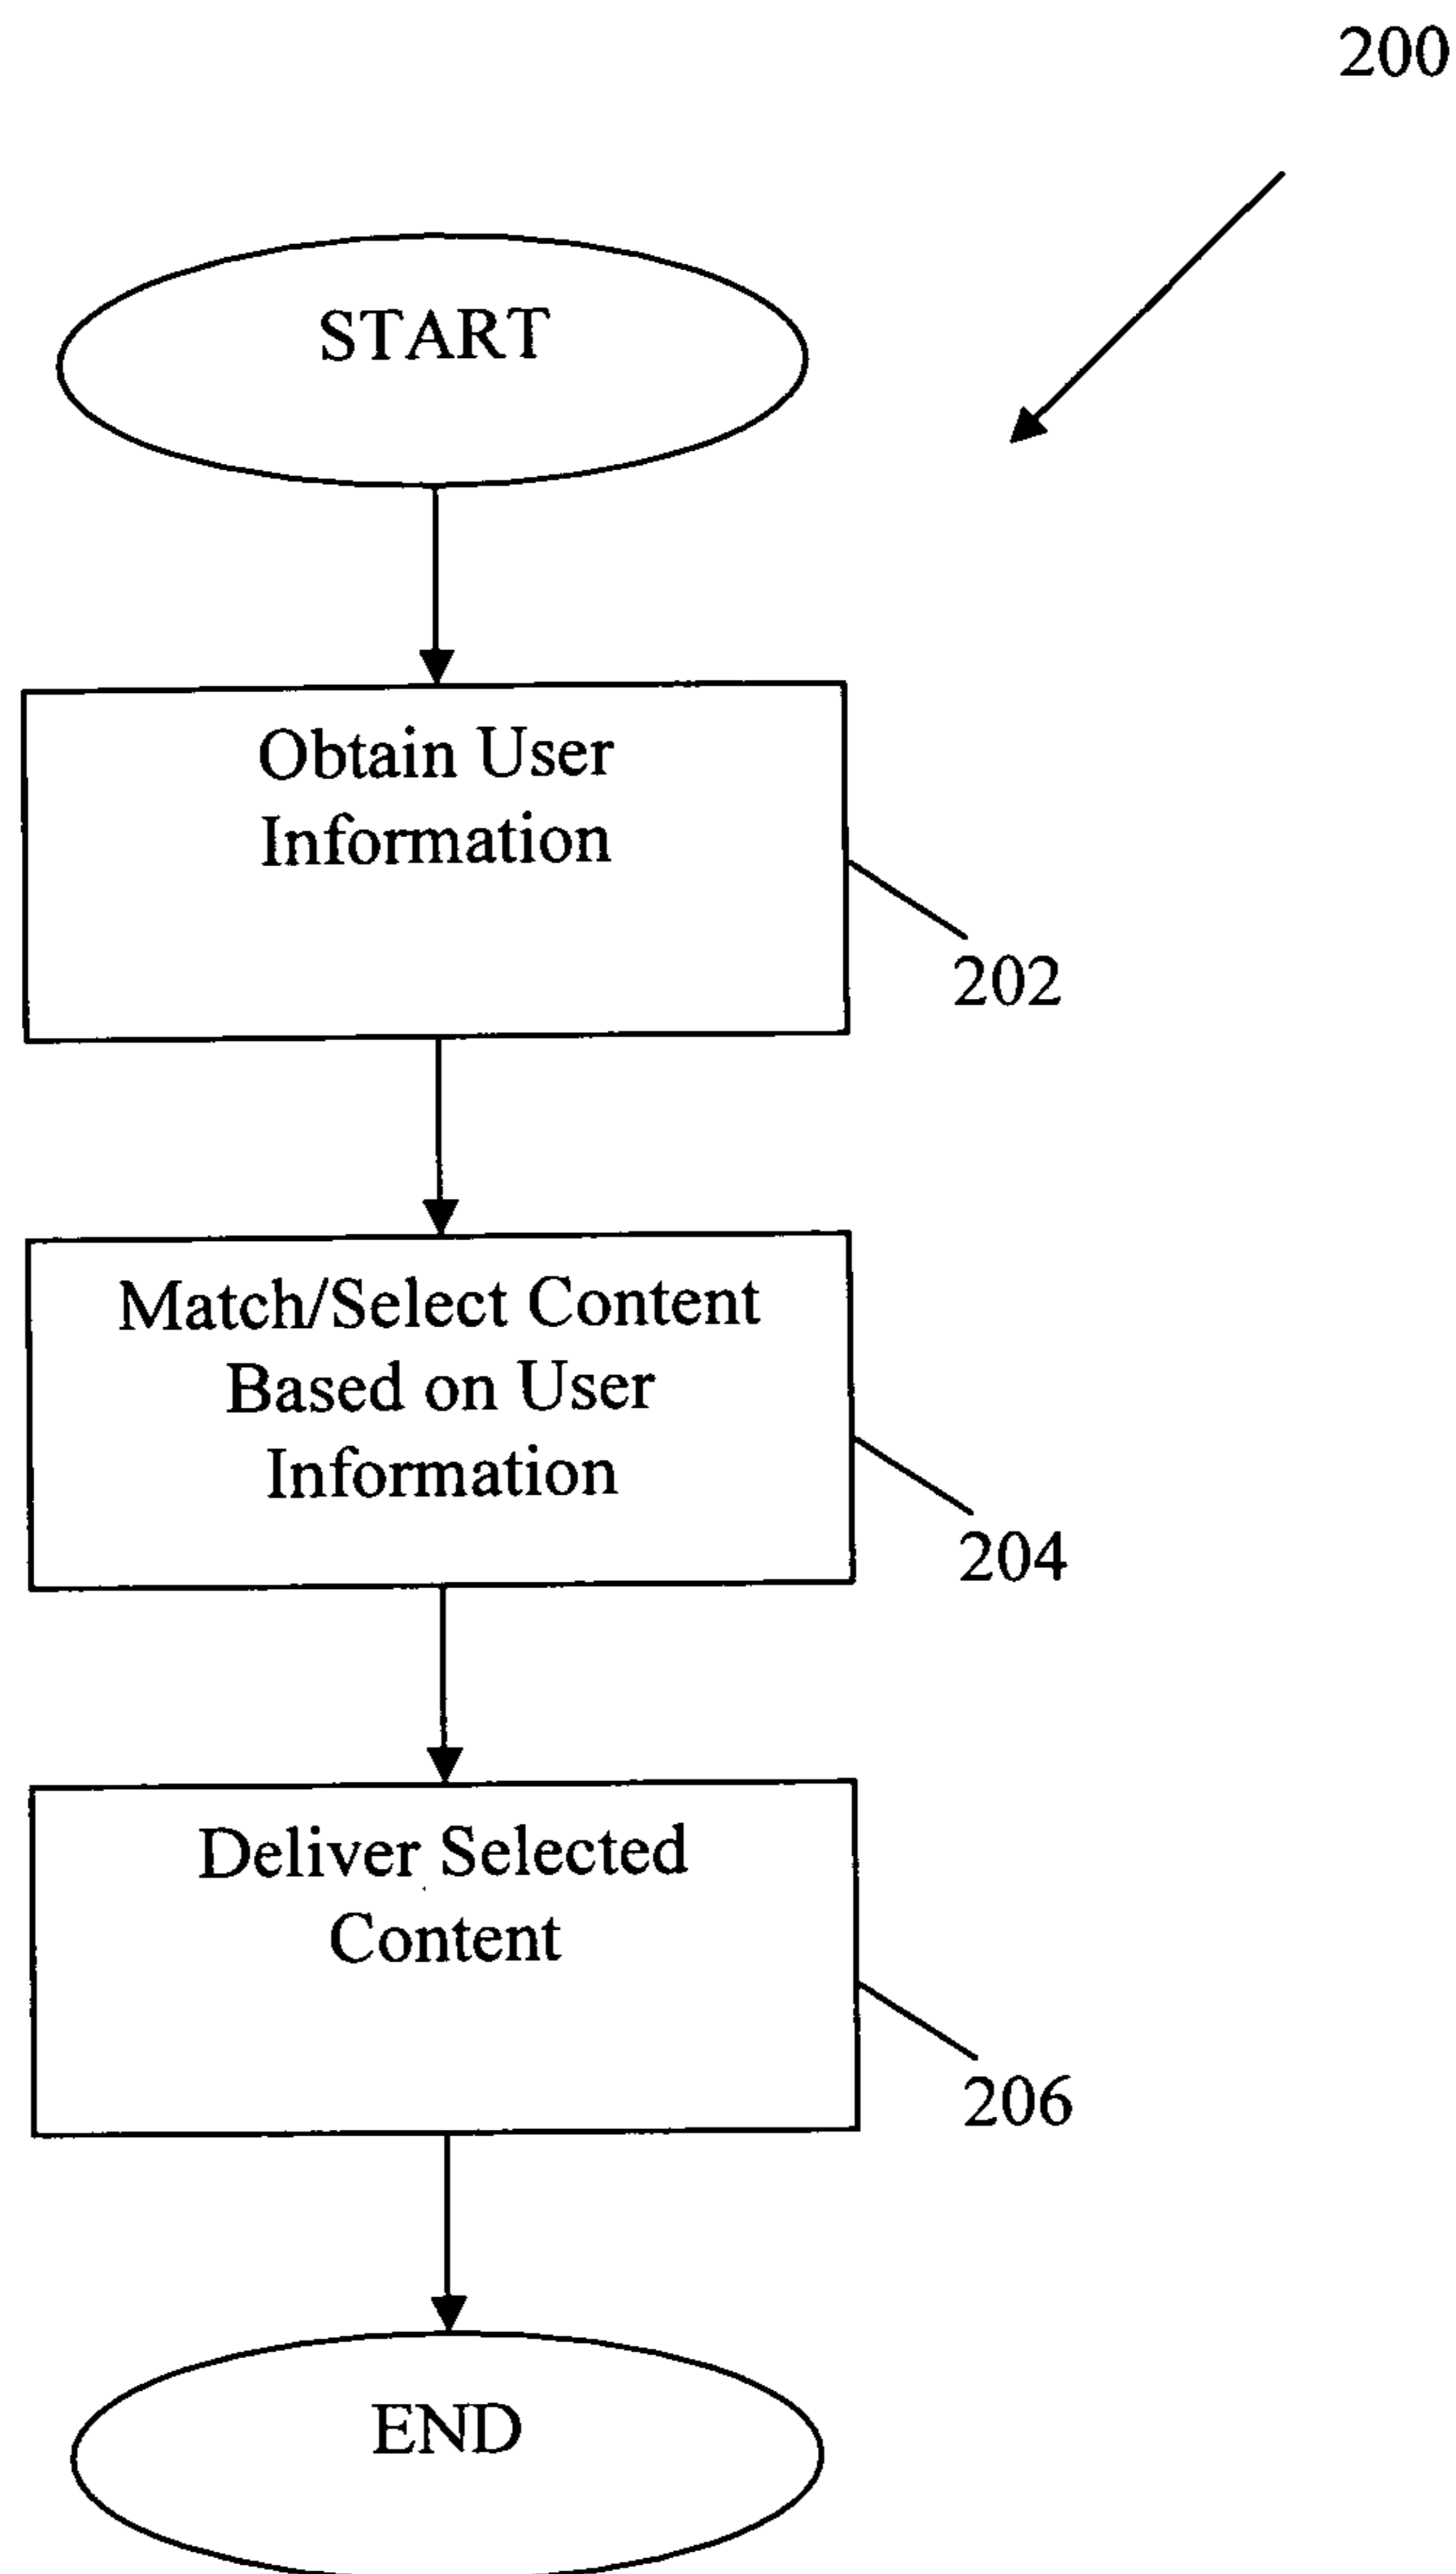 200
START
Obtain User
Information
202
Match/Select Content
Based on User
Information
204
Deliver Selected
Content
206
END